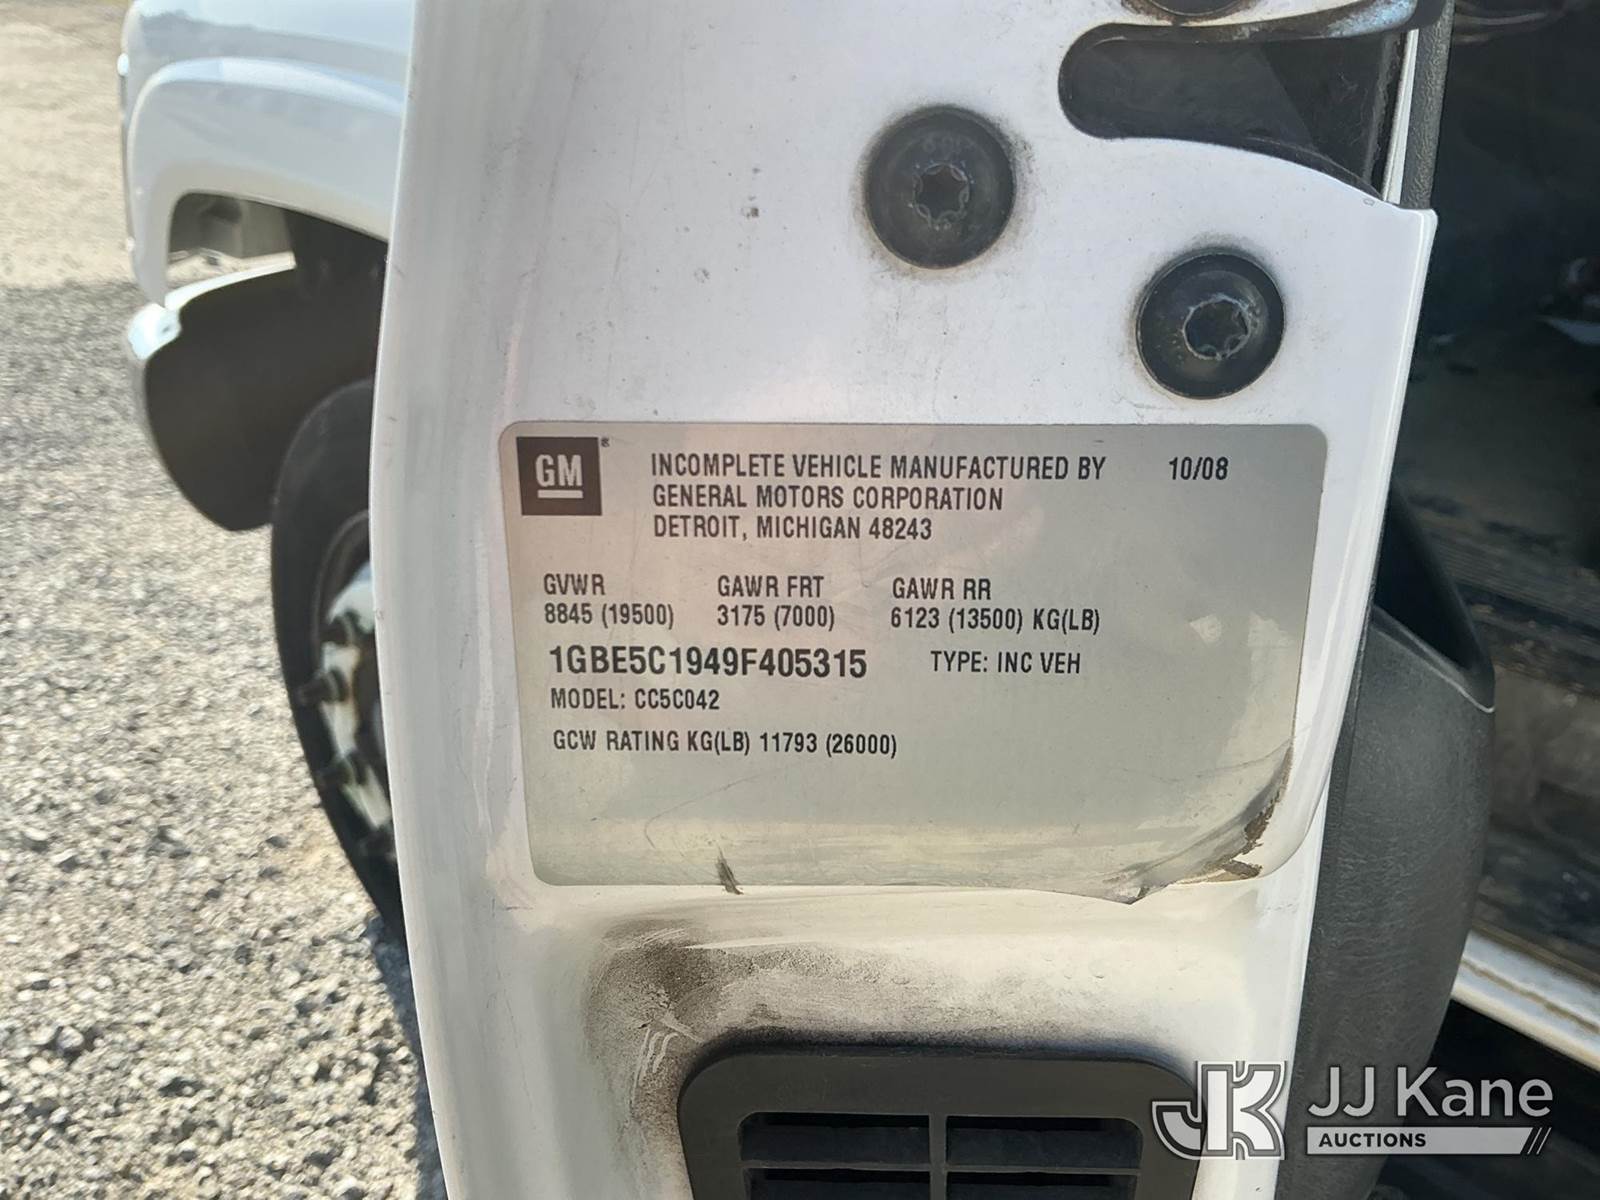 GM ®
INCOMPLETE VEHICLE MANUFACTURED BY 10/08
GENERAL MOTORS CORPORATION
DETROIT, MICHIGAN 48243
GVWR GAWR FRT GAWR RR
8845 (19500) 3175 (7000) 6123 (13500) KG(LB)
1GBE5C1949F405315 TYPE: INC VEH
MODEL: CC5C042
GCW RATING KG(LB) 11793 (26000)
JK JJ Kane
AUCTIONS